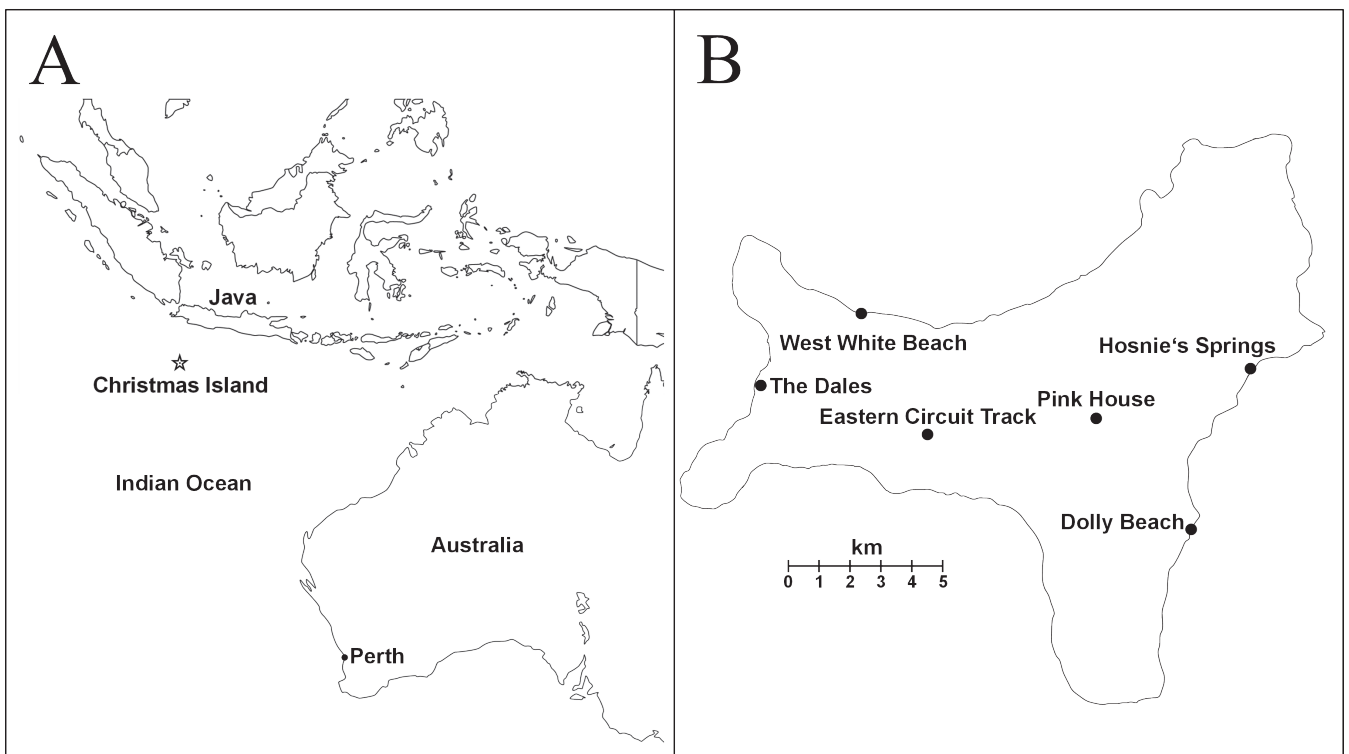 A
Java
Christmas Island
Indian Ocean
Australia
Perth
B
West White Beach
Hosnie‘s Springs
The Dales
Pink House
Eastern Circuit Track
Dolly Beach
km
0 1 2 3 4 5